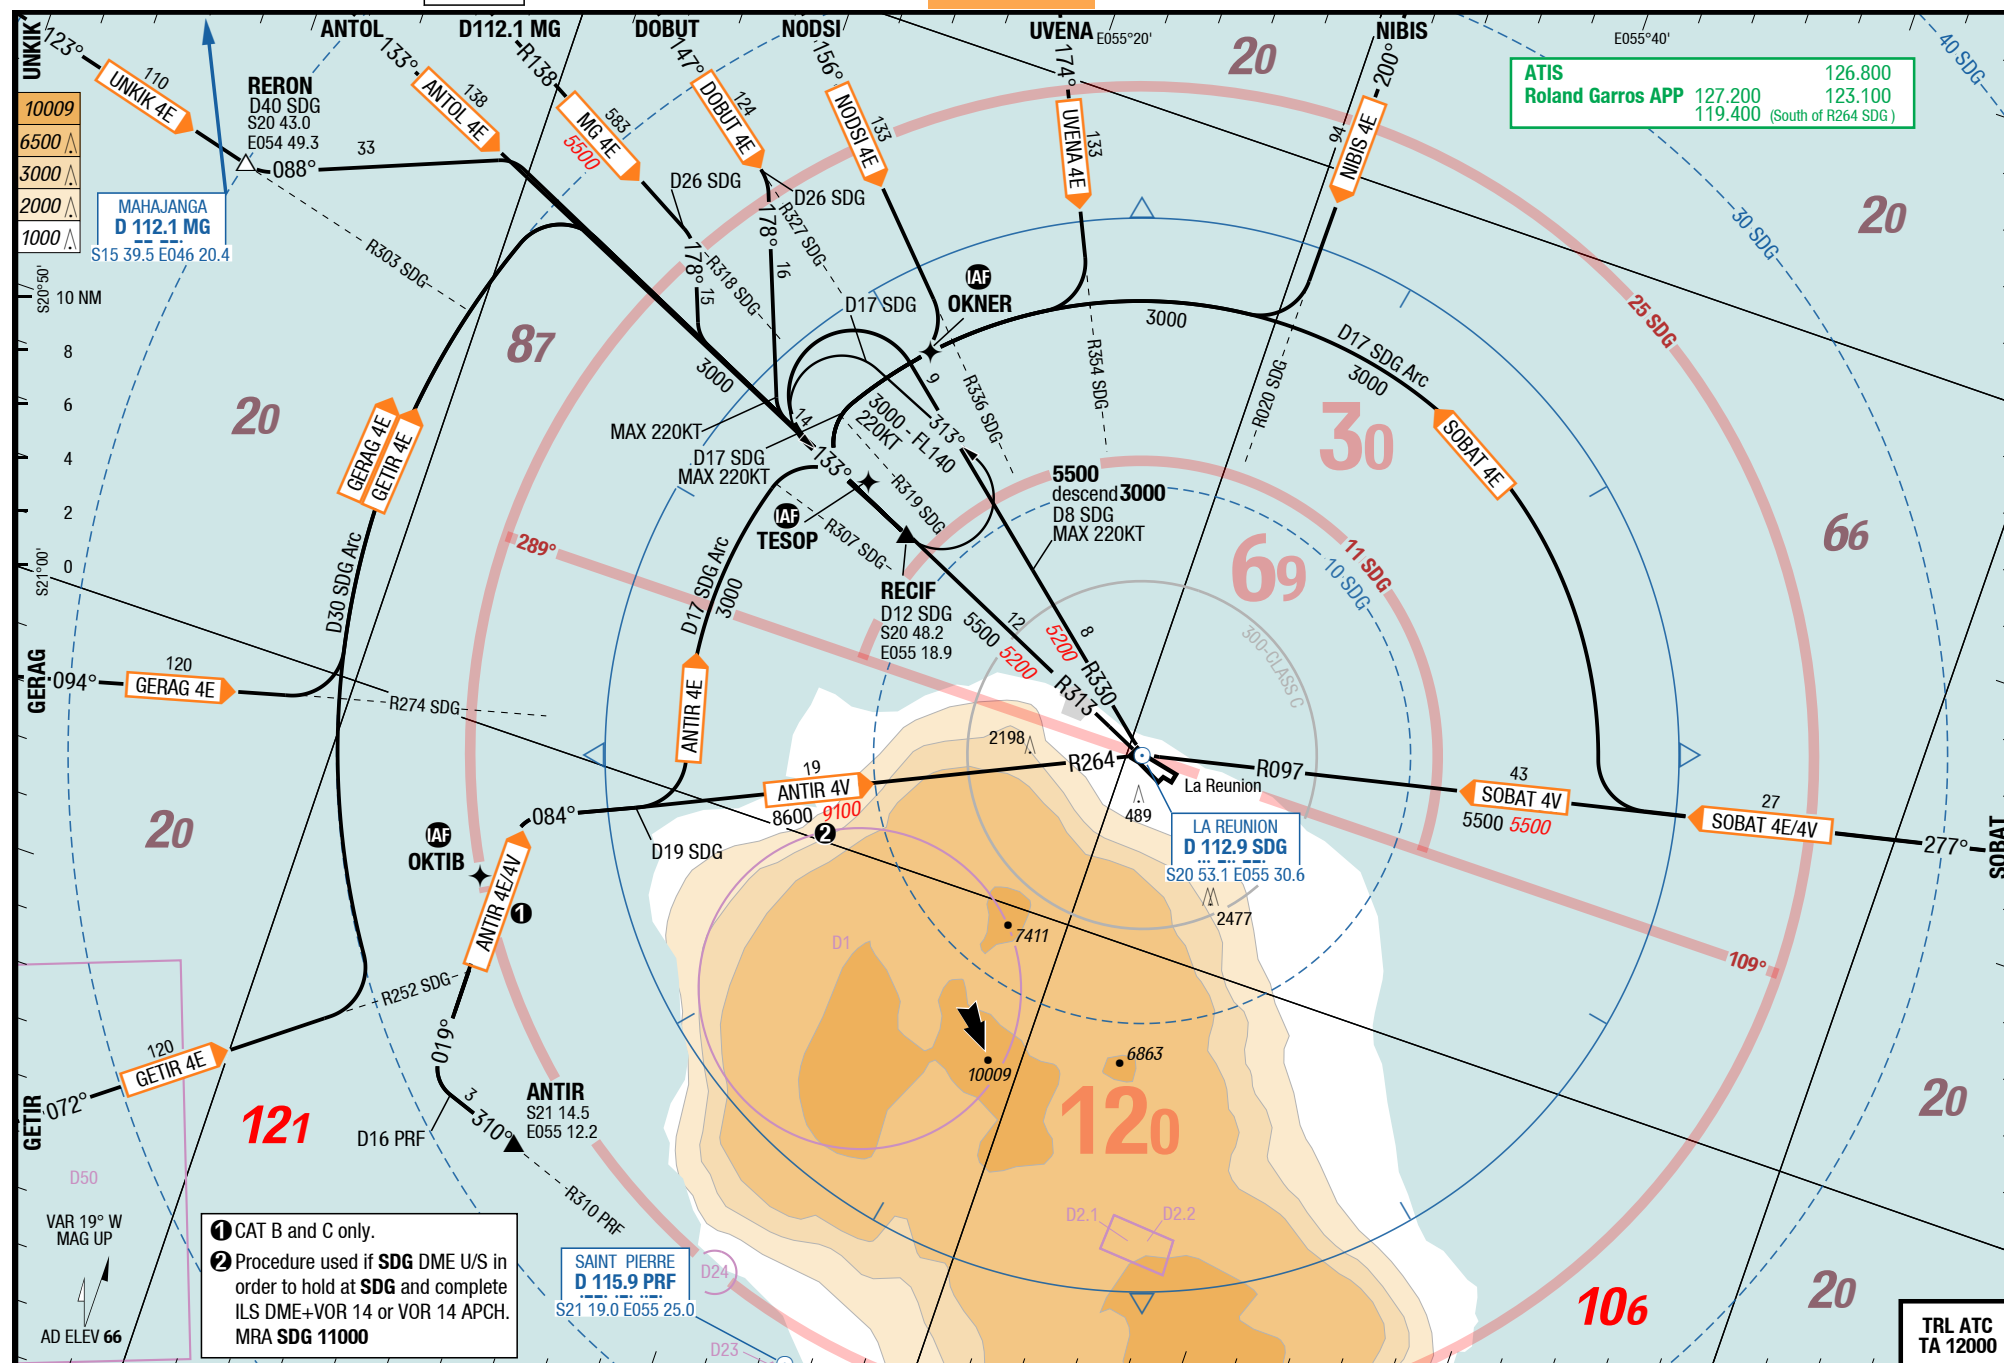 UNKIK
ANTOL
D112.1 MG
DOBUT
NODSI
UVENA
E055°20'
NIBIS
E055°40'
123°
110
UNKIK 4E
133°
138
ANTOL 4E
R138
583
MG 4E
5500
147°
124
DOBUT 4E
156°
133
NODSI 4E
174°
133
UVENA 4E
200°
94
NIBIS 4E
20
40 SDG
ATIS 126.800
Roland Garros APP 127.200 123.100
119.400 (South of R264 SDG )
10009
6500
3000
2000
1000
RERON
D40 SDG
S20 43.0
E054 49.3
088°
33
MAHAJANGA
D 112.1 MG
S15 39.5 E046 20.4
R303 SDG
D26 SDG
D26 SDG
178°
15
178°
16
R318 SDG
R327 SDG
30 SDG
20
S20°50'
10 NM
8
6
4
2
0
S21°00'
87
20
IAF
OKNER
D17 SDG
3000
3000
D17 SDG Arc
3000
25 SDG
R354 SDG
R020 SDG
R336 SDG
9
14
MAX 220KT
D17 SDG
MAX 220KT
3000 - FL140
220KT
313°
133°
R319 SDG
R307 SDG
IAF
TESOP
RECIF
D12 SDG
S20 48.2
E055 18.9
5500
descend 3000
D8 SDG
MAX 220KT
30
SOBAT 4E
66
69
11 SDG
10 SDG
GERAG 4E
GETIR 4E
D30 SDG Arc
289°
D17 SDG Arc
3000
12
5500 5200
8
5200
R330
R313
300-CLASS C
GERAG
094°
120
GERAG 4E
R274 SDG
ANTIR 4E
2198
R264
R097
La Reunion
489
19
ANTIR 4V
8600 9100
2
084°
D19 SDG
43
SOBAT 4V
5500 5500
27
SOBAT 4E/4V
277°
SOBAT
LA REUNION
D 112.9 SDG
S20 53.1 E055 30.6
2477
20
IAF
OKTIB
ANTIR 4E/4V
1
D1
7411
109°
R252 SDG
019°
10009
6863
120
120
GETIR 4E
072°
GETIR
121
3
310°
D16 PRF
ANTIR
S21 14.5
E055 12.2
R310 PRF
20
D50
VAR 19° W
MAG UP
AD ELEV 66
1 CAT B and C only.
2 Procedure used if SDG DME U/S in
order to hold at SDG and complete
ILS DME+VOR 14 or VOR 14 APCH.
MRA SDG 11000
SAINT PIERRE
D 115.9 PRF
S21 19.0 E055 25.0
D24
D23
D2.1
D2.2
106
20
TRL ATC
TA 12000